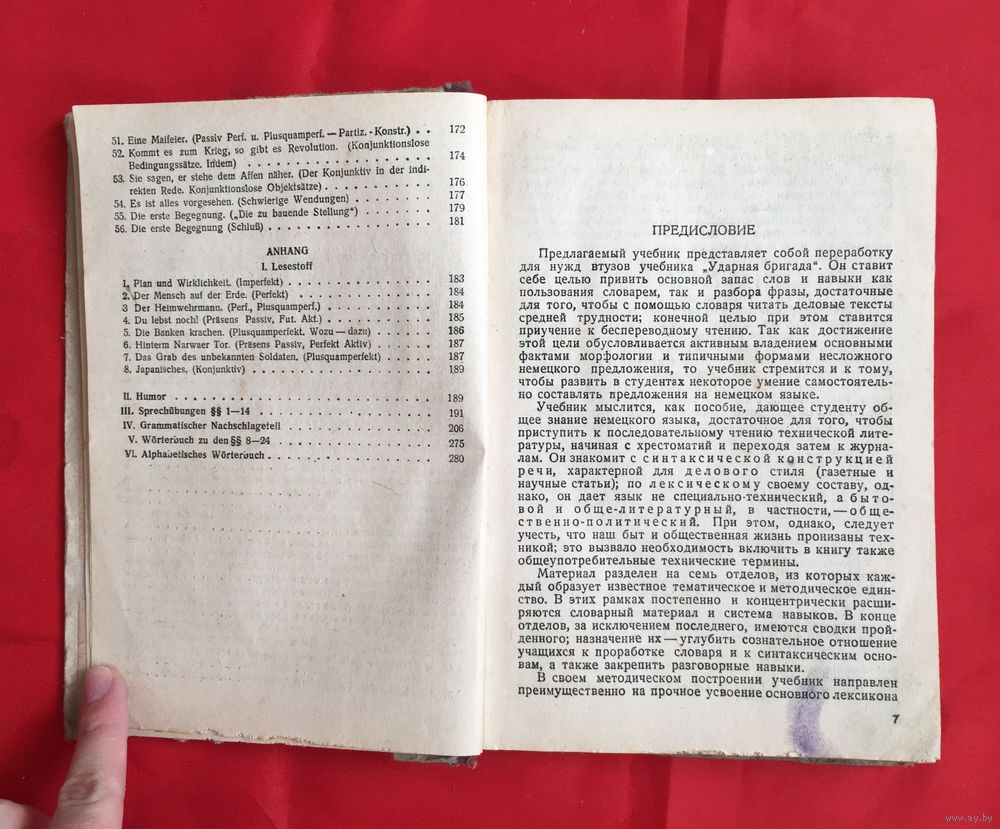 51. Eine Maifeier. (Passiv Perf. u. Plusquamperf. — Partiz. - Konstr.) . . 172
52. Kommt es zum Krieg, so gibt es Revolution. (Konjunktionslose
Bedingungssätze. Indem) . . . . . . . . . . . . . . . . 174
53. Sie sagen, er stehe dem Affen näher. (Der Konjunktiv in der indi-
rekten Rede. Konjunktionslose Objektsätze) . . . . . . . . . 176
54. Es ist alles vorgesehen. (Schwierige Wendungen) . . . . . . . 177
55. Die erste Begegnung. („Die zu bauende Stellung“) . . . . . . . 179
56. Die erste Begegnung (Schluß) . . . . . . . . . . . . . . 181
ANHANG
I. Lesestoff
1. Plan und Wirklichkeit. (Imperfekt) . . . . . . . . . . . . 183
2. Der Mensch auf der Erde. (Perfekt) . . . . . . . . . . . . 184
3 Der Heimwehrmann. (Perf., Plusquamperf.) . . . . . . . . . 184
4. Du lebst noch! (Präsens Passiv, Fut. Akt.) . . . . . . . . . 185
5. Die Banken krachen. (Plusquamperfekt. Wozu — dazu) . . . . . 186
6. Hinterm Narwaer Tor. (Präsens Passiv, Perfekt Aktiv) . . . . . 187
7. Das Grab des unbekannten Soldaten. (Plusquamperfekt) . . . . . 187
8. Japanisches. (Konjunktiv) . . . . . . . . . . . . . . . 189
II. Humor . . . . . . . . . . . . . . . . . . . . . . 189
III. Sprechübungen §§ 1—14 . . . . . . . . . . . . . . . 191
IV. Grammatischer Nachschlageteil . . . . . . . . . . . . . 206
V. Wörterbuch zu den §§ 8—24 . . . . . . . . . . . . . . 275
VI. Alphabetisches Wörterbuch . . . . . . . . . . . . . . . 280
ПРЕДИСЛОВИЕ
Предлагаемый учебник представляет собой переработку
для нужд втузов учебника „Ударная бригада“. Он ставит
себе целью привить основной запас слов и навыки как
пользования словарем, так и разбора фразы, достаточные
для того, чтобы с помощью словаря читать деловые тексты
средней трудности; конечной целью при этом ставится
приучение к беспереводному чтению. Так как достижение
этой цели обусловливается активным владением основными
фактами морфологии и типичными формами несложного
немецкого предложения, то учебник стремится и к тому,
чтобы развить в студентах некоторое умение самостоятель-
но составлять предложения на немецком языке.
Учебник мыслится, как пособие, дающее студенту об-
щее знание немецкого языка, достаточное для того, чтобы
приступить к последовательному чтению технической лите-
ратуры, начиная с хрестоматий и переходя затем к журна-
лам. Он знакомит с синтаксической конструкцией
речи, характерной для делового стиля (газетные и
научные статьи); по лексическому своему составу, од-
нако, он дает язык не специально-технический, а быто-
вой и обще-литературный, в частности, — обще-
ственно-политический. При этом, однако, следует
учесть, что наш быт и общественная жизнь пронизаны тех-
никой; это вызвало необходимость включить в книгу также
общеупотребительные технические термины.
Материал разделен на семь отделов, из которых каж-
дый образует известное тематическое и методическое един-
ство. В этих рамках постепенно и концентрически расши-
ряются словарный материал и система навыков. В конце
отделов, за исключением последнего, имеются сводки прой-
денного; назначение их — углубить сознательное отношение
учащихся к проработке словаря и к синтаксическим осно-
вам, а также закрепить разговорные навыки.
В своем методическом построении учебник направлен
преимущественно на прочное усвоение основного лексикона
7
www.ay.by